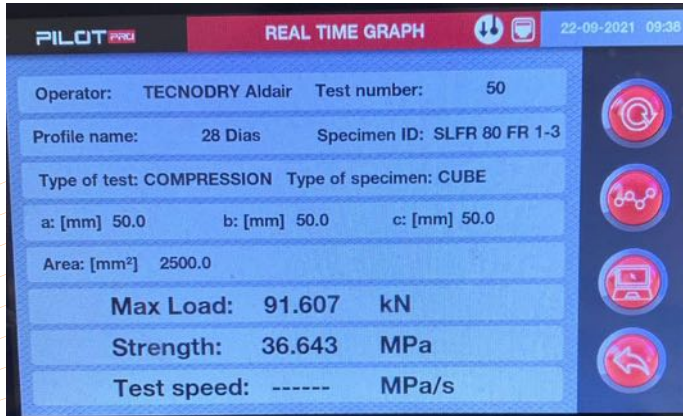 PILOT PRO REAL TIME GRAPH 22-09-2021 09:38
Operator: TECNODRY Aldair Test number: 50
Profile name: 28 Dias Specimen ID: SLFR 80 FR 1-3
Type of test: COMPRESSION Type of specimen: CUBE
a: [mm] 50.0 b: [mm] 50.0 c: [mm] 50.0
Area: [mm²] 2500.0
Max Load: 91.607 kN
Strength: 36.643 MPa
Test speed: ------ MPa/s